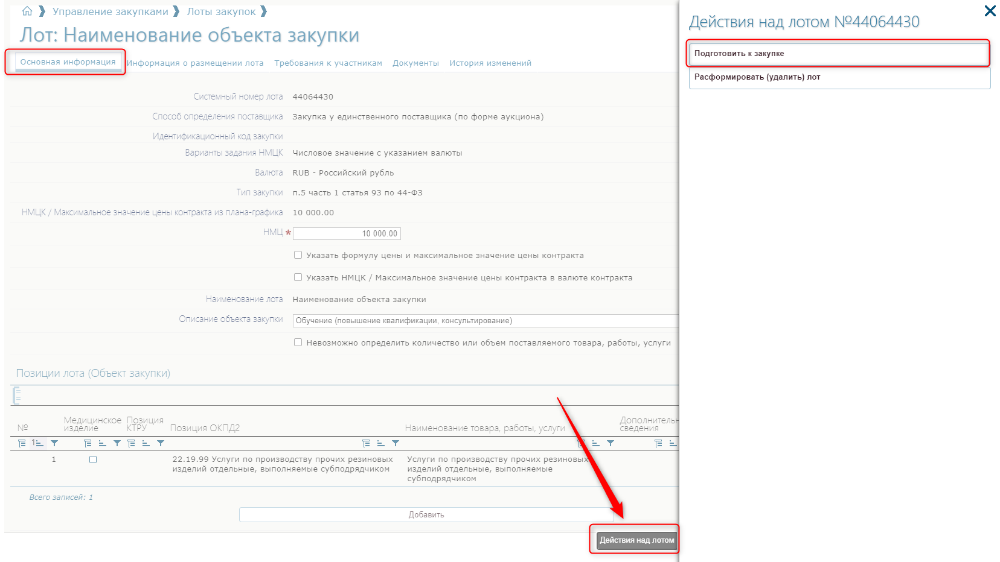 Управление закупками
Лоты закупок
Лот: Наименование объекта закупки
Основная информация
Информация о размещении лота
Требования к участникам
Документы
История изменений
Системный номер лота 44064430
Способ определения поставщика Закупка у единственного поставщика (по форме аукциона)
Идентификационный код закупки
Варианты задания НМЦК Числовое значение с указанием валюты
Валюта RUB - Российский рубль
Тип закупки п.5 часть 1 статья 93 по 44-ФЗ
НМЦК / Максимальное значение цены контракта из плана-графика 10 000.00
НМЦ * 10 000.00
Указать формулу цены и максимальное значение цены контракта
Указать НМЦК / Максимальное значение цены контракта в валюте контракта
Наименование лота Наименование объекта закупки
Описание объекта закупки Обучение (повышение квалификации, консультирование)
Невозможно определить количество или объем поставляемого товара, работы, услуги
Позиции лота (Объект закупки)
№
Медицинское
изделие
Позиция
КТРУ
Позиция ОКПД2
Наименование товара, работы, услуги
Дополнительн
сведения
1
1
22.19.99 Услуги по производству прочих резиновых
изделий отдельные, выполняемые субподрядчиком
Услуги по производству прочих резиновых
изделий отдельные, выполняемые
субподрядчиком
Всего записей: 1
Добавить
Действия над лотом
Действия над лотом №44064430
Подготовить к закупке
Расформировать (удалить) лот